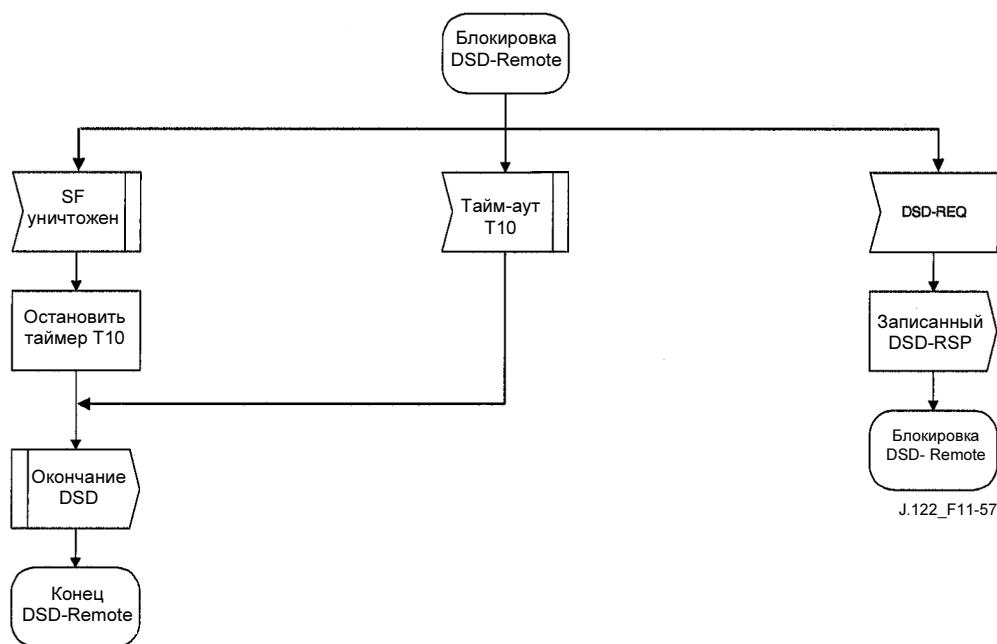 Блокировка
DSD-Remote
SF
уничтожен
Тайм-аут
T10
DSD-REQ
Остановить
таймер T10
Записанный
DSD-RSP
Блокировка
DSD- Remote
J.122_F11-57
Окончание
DSD
Конец
DSD-Remote